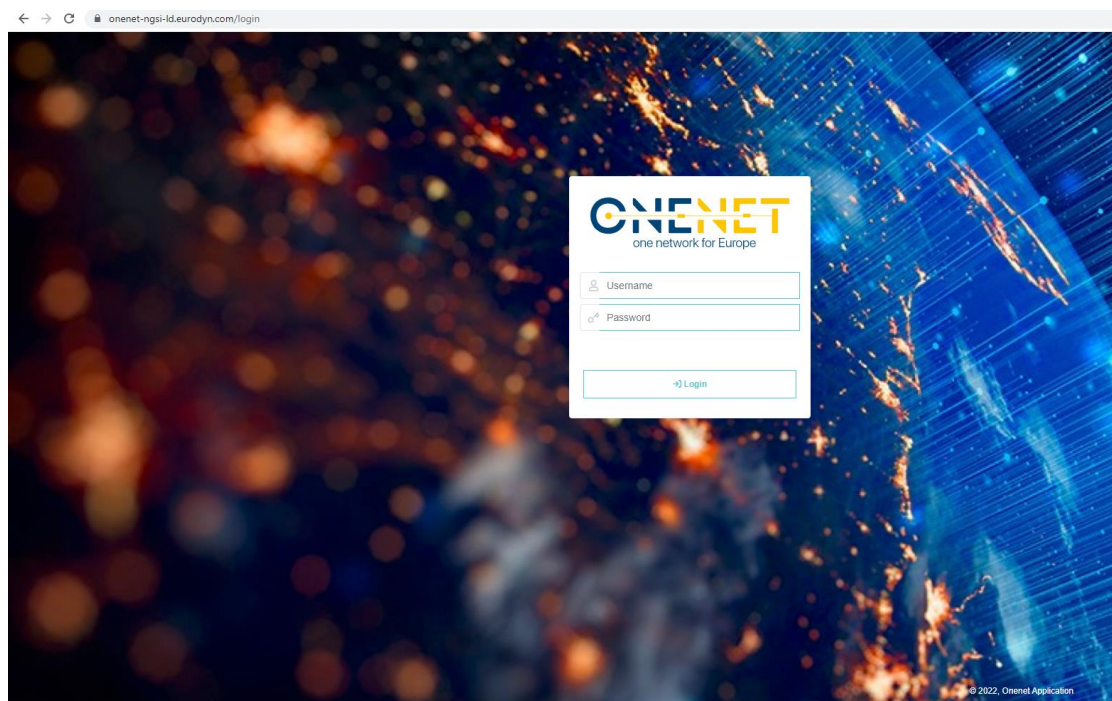 onenet-ngsi-ld.eurodyn.com/login
ONENET
one network for Europe
Username
Password
Login
© 2022, Onenet Application